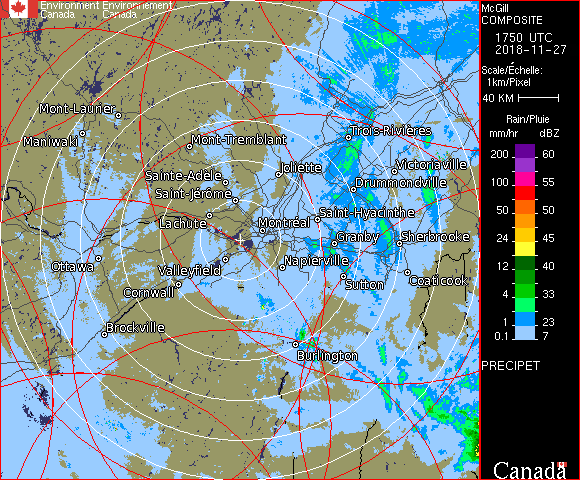 Environment Environnement
Canada Canada
McGill
COMPOSITE
1750 UTC
2018-11-27
Scale/Échelle:
1km/Pixel
40 KM
Rain/Pluie
mm/hr dBZ
200 60
100 55
50 50
24 45
12 40
4 33
1 23
0.1 7
PRECIPET
Canada
Mont-Laurier
Maniwaki
Mont-Tremblant
Trois-Rivières
Sainte-Adèle
Joliette
Victoriaville
Saint-Jérôme
Drummondville
Lachute
Montréal
Saint-Hyacinthe
Granby
Sherbrooke
Ottawa
Valleyfield
Napierville
Cornwall
Sutton
Coaticook
Brockville
Burlington